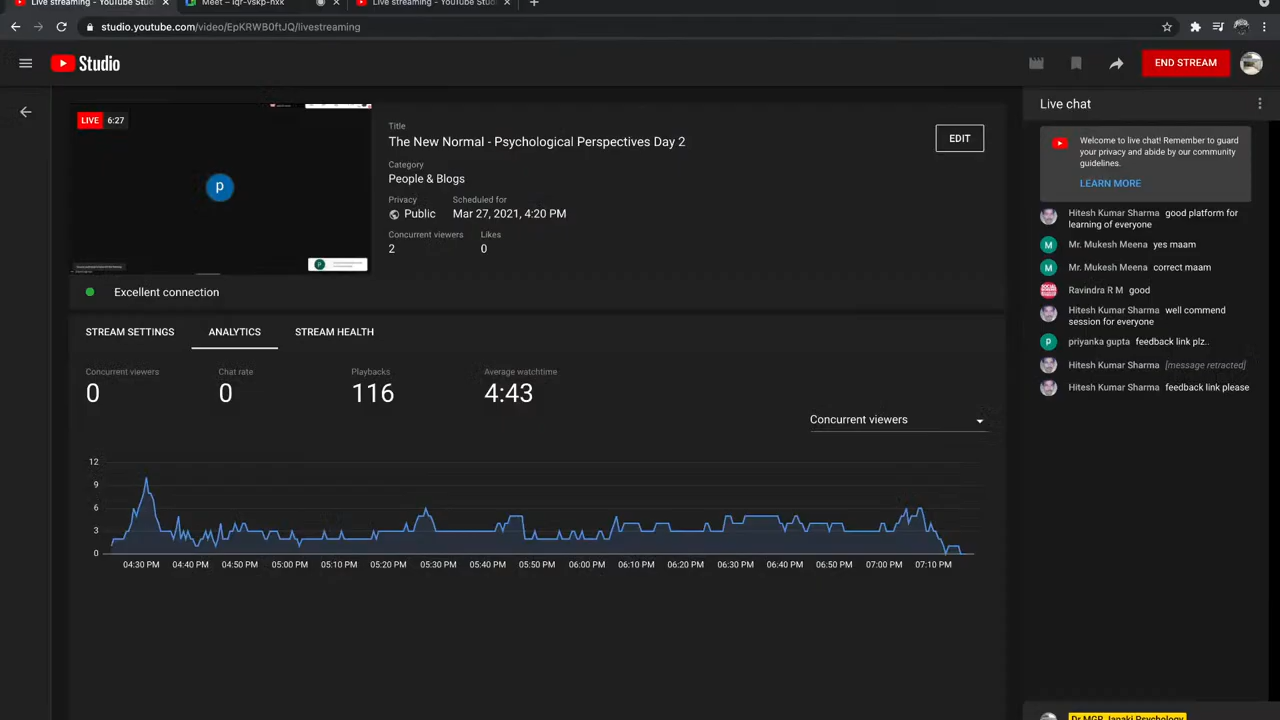 Live streaming - YouTube Stud
Meet – iqr-vskp-nxk
Live streaming - YouTube Stud
studio.youtube.com/video/EpKRWB0ftJQ/livestreaming
Studio
END STREAM
LIVE 6:27
p
Title
The New Normal - Psychological Perspectives Day 2
EDIT
Category
People & Blogs
Privacy
Public
Scheduled for
Mar 27, 2021, 4:20 PM
Concurrent viewers
2
Likes
0
Excellent connection
STREAM SETTINGS
ANALYTICS
STREAM HEALTH
Concurrent viewers
0
Chat rate
0
Playbacks
116
Average watchtime
4:43
Concurrent viewers
12
9
6
3
0
04:30 PM 04:40 PM 04:50 PM 05:00 PM 05:10 PM 05:20 PM 05:30 PM 05:40 PM 05:50 PM 06:00 PM 06:10 PM 06:20 PM 06:30 PM 06:40 PM 06:50 PM 07:00 PM 07:10 PM
Live chat
Welcome to live chat! Remember to guard
your privacy and abide by our community
guidelines.
LEARN MORE
Hitesh Kumar Sharma good platform for
learning of everyone
M Mr. Mukesh Meena yes maam
M Mr. Mukesh Meena correct maam
Ravindra R M good
Hitesh Kumar Sharma well commend
session for everyone
p priyanka gupta feedback link plz..
Hitesh Kumar Sharma [message retracted]
Hitesh Kumar Sharma feedback link please
Dr MGR Janaki Psychology